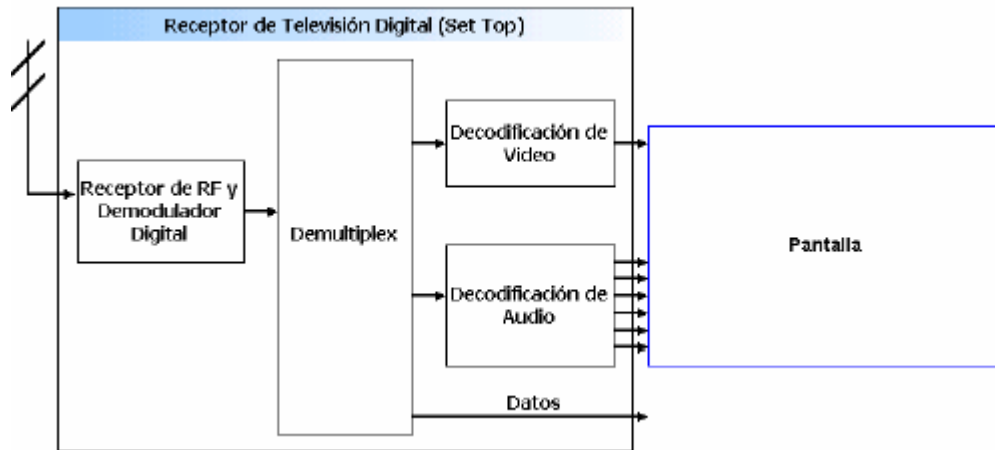 Receptor de Televisión Digital (Set Top)
Receptor de RF y
Demodulador
Digital
Demultiplex
Decodificación de
Video
Decodificación de
Audio
Datos
Pantalla